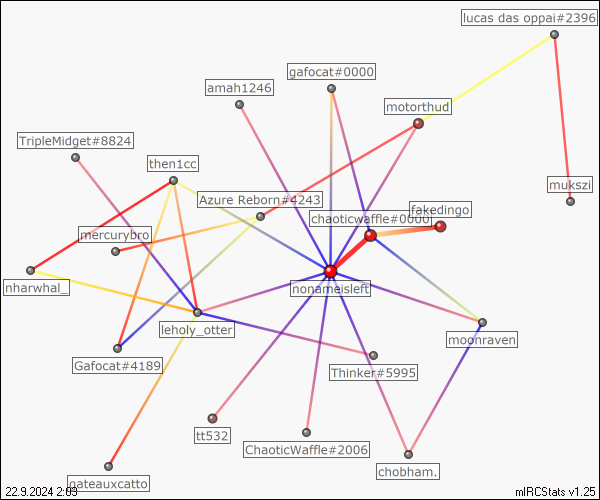 lucas das oppai#2396
gafocat#0000
amah1246
motorthud
TripleMidget#8824
then1cc
mukszi
Azure Reborn#4243
fakedingo
chaoticwaffle#0000
mercurybro
nharwhal_
nonameisleft
leholy_otter
moonraven
Gafocat#4189
Thinker#5995
tt532
ChaoticWaffle#2006
chobham.
gateauxcatto
22.9.2024 2:09
mIRCStats v1.25